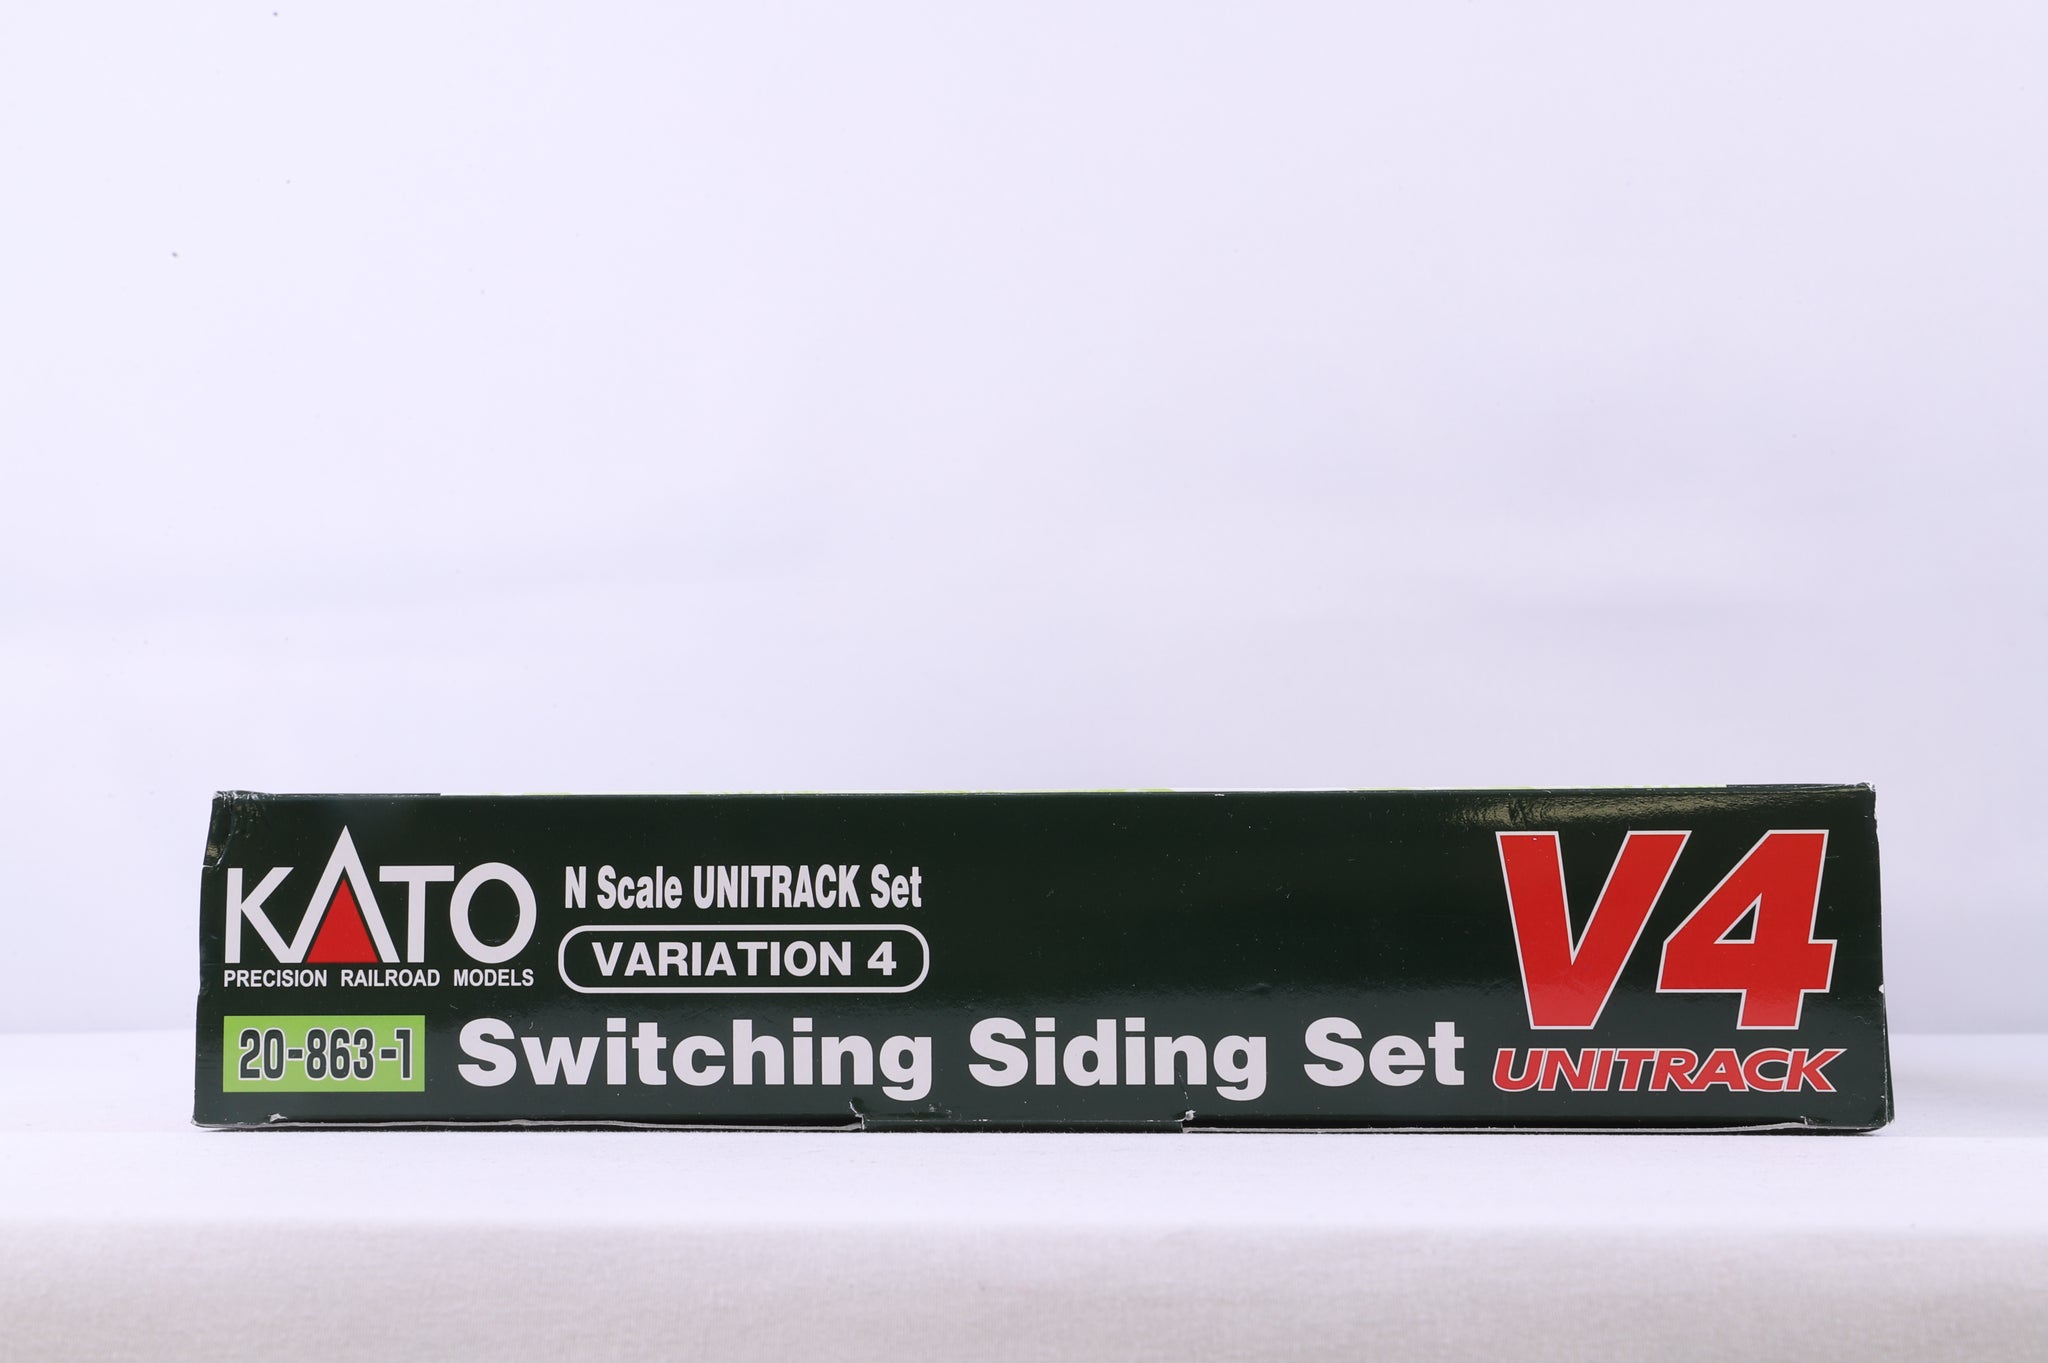 KATO
PRECISION RAILROAD MODELS
N Scale UNITRACK Set
VARIATION 4
20-863-1
Switching Siding Set
V4
UNITRACK